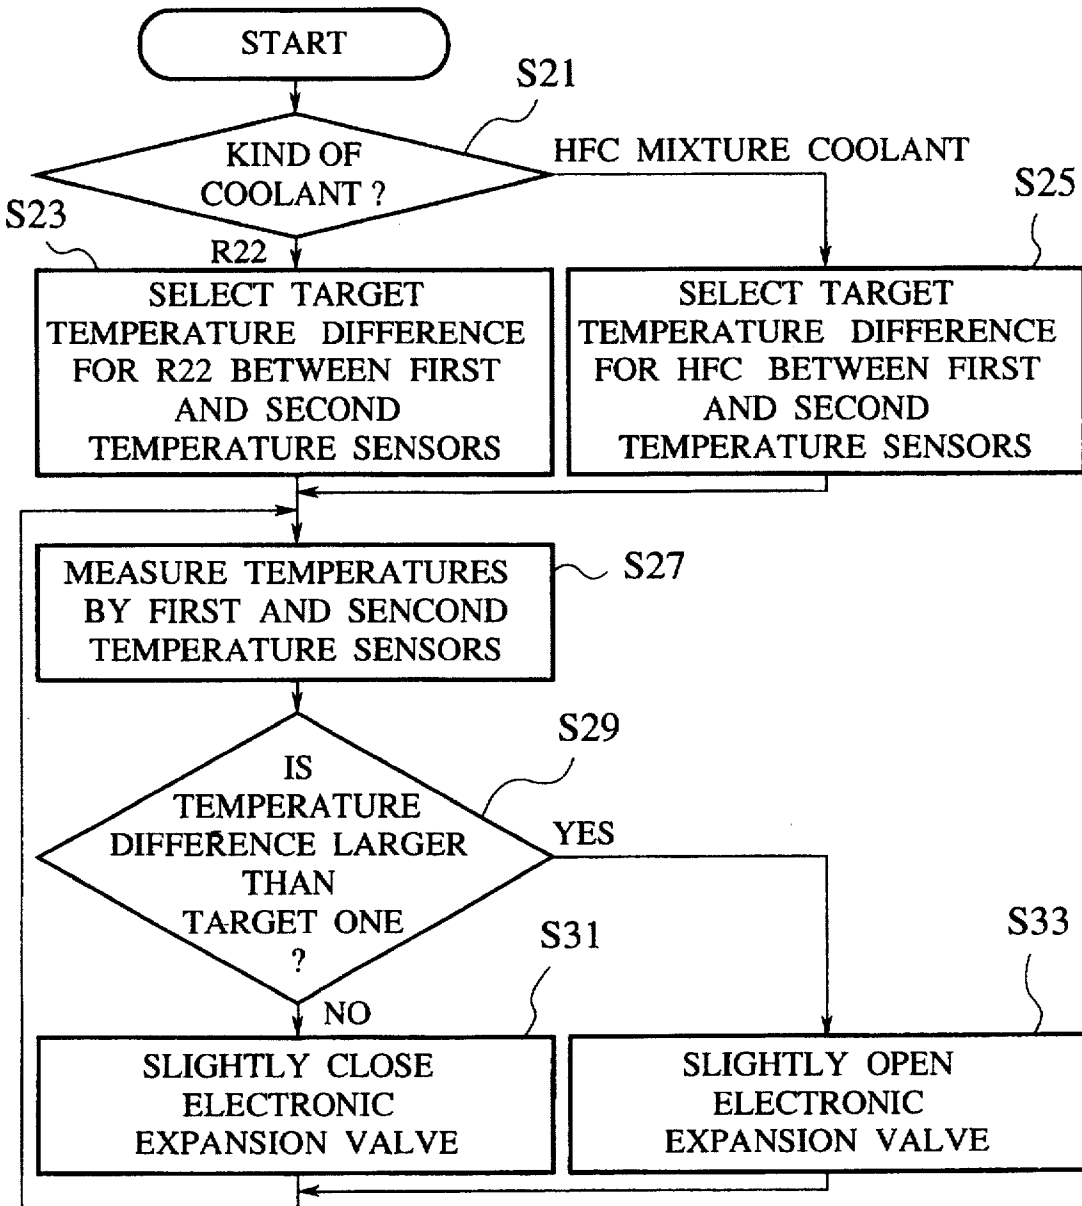 START
S21
KIND OF
COOLANT ?
HFC MIXTURE COOLANT
S23
R22
S25
SELECT TARGET
TEMPERATURE DIFFERENCE
FOR R22 BETWEEN FIRST
AND SECOND
TEMPERATURE SENSORS
SELECT TARGET
TEMPERATURE DIFFERENCE
FOR HFC BETWEEN FIRST
AND SECOND
TEMPERATURE SENSORS
MEASURE TEMPERATURES
BY FIRST AND SENCOND
TEMPERATURE SENSORS
S27
S29
IS
TEMPERATURE
DIFFERENCE LARGER
THAN
TARGET ONE
?
YES
NO
S31
S33
SLIGHTLY CLOSE
ELECTRONIC
EXPANSION VALVE
SLIGHTLY OPEN
ELECTRONIC
EXPANSION VALVE